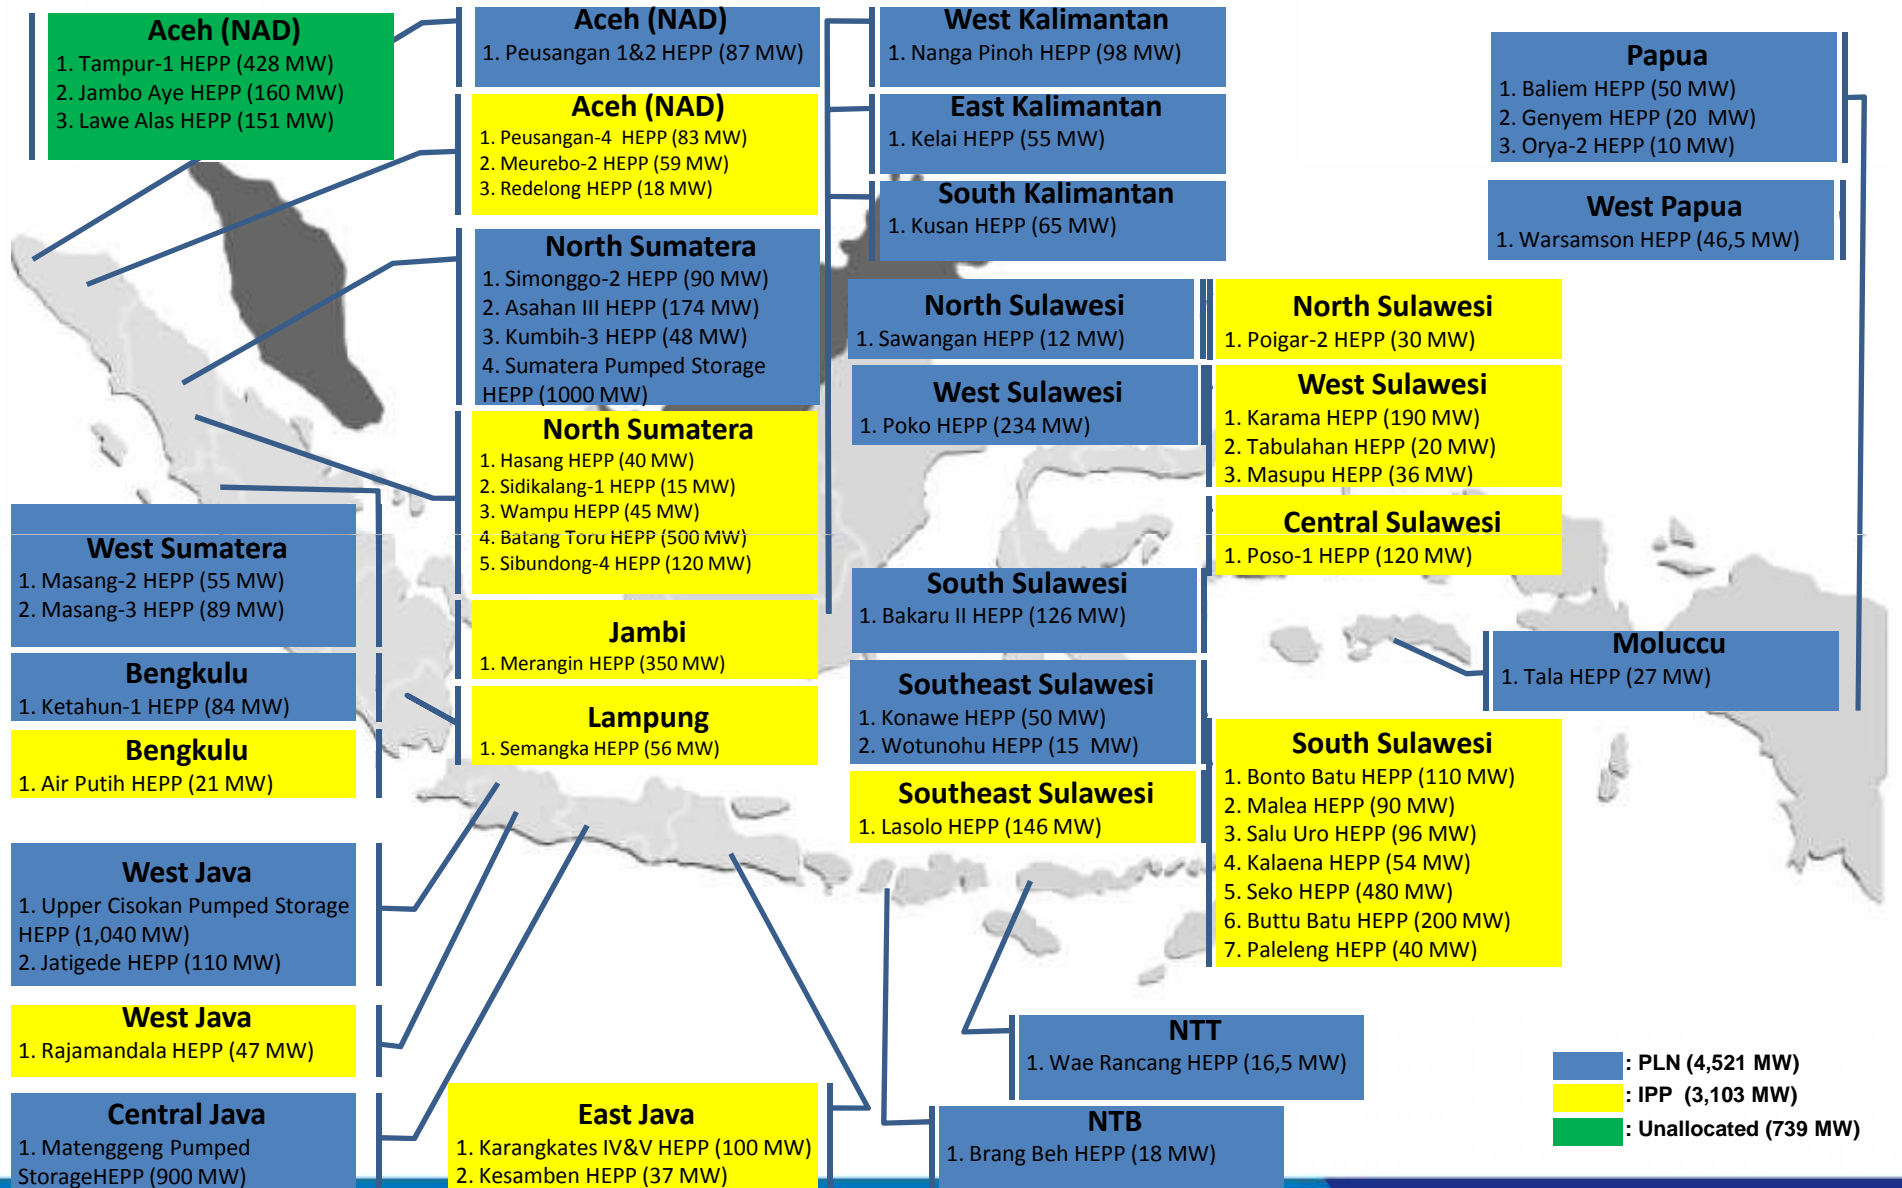 Aceh (NAD)
1. Tampur-1 HEPP (428 MW)
2. Jambo Aye HEPP (160 MW)
3. Lawe Alas HEPP (151 MW)
Aceh (NAD)
1. Peusangan 1&2 HEPP (87 MW)
Aceh (NAD)
1. Peusangan-4 HEPP (83 MW)
2. Meurebo-2 HEPP (59 MW)
3. Redelong HEPP (18 MW)
North Sumatera
1. Simonggo-2 HEPP (90 MW)
2. Asahan III HEPP (174 MW)
3. Kumbih-3 HEPP (48 MW)
4. Sumatera Pumped Storage
HEPP (1000 MW)
North Sumatera
1. Hasang HEPP (40 MW)
2. Sidikalang-1 HEPP (15 MW)
3. Wampu HEPP (45 MW)
4. Batang Toru HEPP (500 MW)
5. Sibundong-4 HEPP (120 MW)
Jambi
1. Merangin HEPP (350 MW)
Lampung
1. Semangka HEPP (56 MW)
West Sumatera
1. Masang-2 HEPP (55 MW)
2. Masang-3 HEPP (89 MW)
Bengkulu
1. Ketahun-1 HEPP (84 MW)
Bengkulu
1. Air Putih HEPP (21 MW)
West Java
1. Upper Cisokan Pumped Storage
HEPP (1,040 MW)
2. Jatigede HEPP (110 MW)
West Java
1. Rajamandala HEPP (47 MW)
Central Java
1. Matenggeng Pumped
StorageHEPP (900 MW)
East Java
1. Karangkates IV&V HEPP (100 MW)
2. Kesamben HEPP (37 MW)
West Kalimantan
1. Nanga Pinoh HEPP (98 MW)
East Kalimantan
1. Kelai HEPP (55 MW)
South Kalimantan
1. Kusan HEPP (65 MW)
North Sulawesi
1. Sawangan HEPP (12 MW)
West Sulawesi
1. Poko HEPP (234 MW)
South Sulawesi
1. Bakaru II HEPP (126 MW)
Southeast Sulawesi
1. Konawe HEPP (50 MW)
2. Wotunohu HEPP (15 MW)
Southeast Sulawesi
1. Lasolo HEPP (146 MW)
North Sulawesi
1. Poigar-2 HEPP (30 MW)
West Sulawesi
1. Karama HEPP (190 MW)
2. Tabulahan HEPP (20 MW)
3. Masupu HEPP (36 MW)
Central Sulawesi
1. Poso-1 HEPP (120 MW)
South Sulawesi
1. Bonto Batu HEPP (110 MW)
2. Malea HEPP (90 MW)
3. Salu Uro HEPP (96 MW)
4. Kalaena HEPP (54 MW)
5. Seko HEPP (480 MW)
6. Buttu Batu HEPP (200 MW)
7. Paleleng HEPP (40 MW)
Papua
1. Baliem HEPP (50 MW)
2. Genyem HEPP (20 MW)
3. Orya-2 HEPP (10 MW)
West Papua
1. Warsamson HEPP (46,5 MW)
Moluccu
1. Tala HEPP (27 MW)
NTT
1. Wae Rancang HEPP (16,5 MW)
NTB
1. Brang Beh HEPP (18 MW)
: PLN (4,521 MW)
: IPP (3,103 MW)
: Unallocated (739 MW)